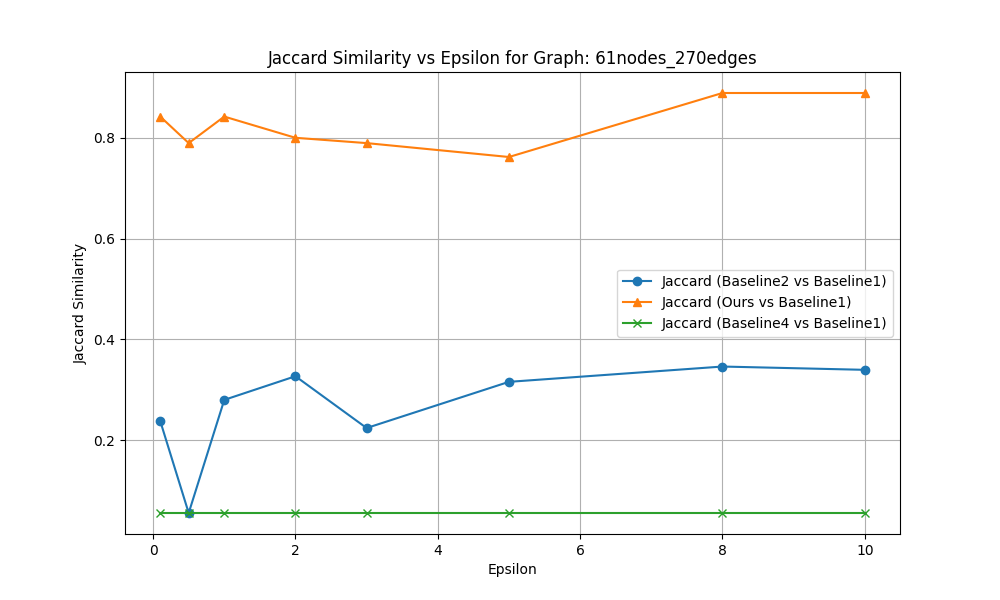 Jaccard Similarity vs Epsilon for Graph: 61nodes_270edges
Jaccard Similarity
0.8
0.6
0.4
0.2
Jaccard (Baseline2 vs Baseline1)
Jaccard (Ours vs Baseline1)
Jaccard (Baseline4 vs Baseline1)
0 2 4 6 8 10
Epsilon